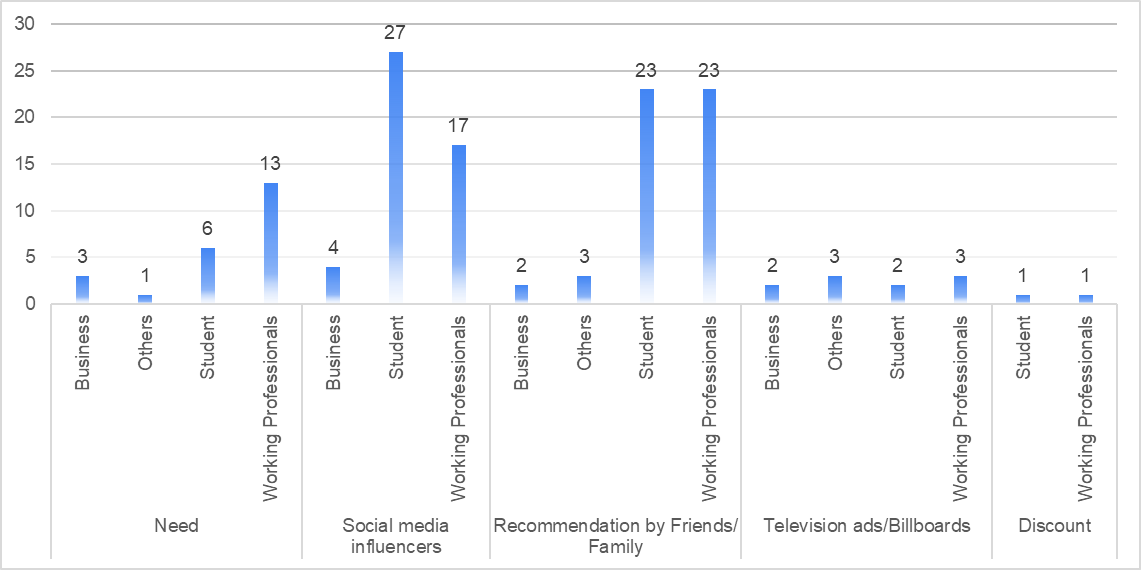 30
25
20
15
10
5
0
3
1
6
13
4
27
17
2
3
23
23
2
3
2
3
1
1
Business
Others
Student
Working Professionals
Business
Student
Working Professionals
Business
Others
Student
Working Professionals
Business
Others
Student
Working Professionals
Student
Working Professionals
Need
Social media
influencers
Recommendation by Friends/
Family
Television ads/Billboards
Discount